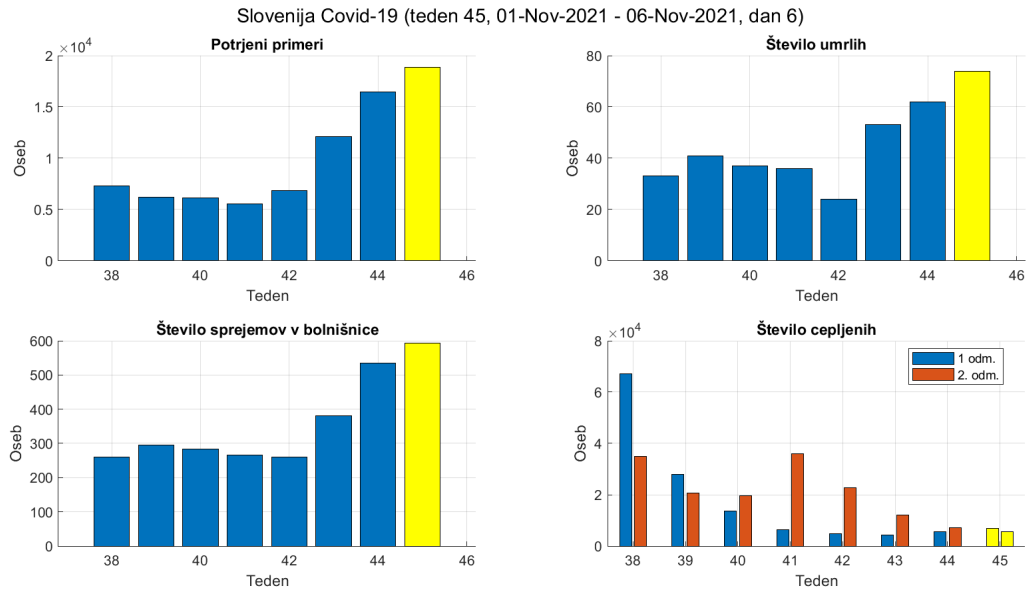 Slovenija Covid-19 (teden 45, 01-Nov-2021 - 06-Nov-2021, dan 6)
Potrjeni primeri
×10⁴
2
1.5
1
0.5
0
Oseb
38 40 42 44 46
Teden
Število umrlih
80
60
40
20
0
Oseb
38 40 42 44 46
Teden
Število sprejemov v bolnišnice
600
500
400
300
200
100
0
Oseb
38 40 42 44 46
Teden
Število cepljenih
×10⁴
8
6
4
2
0
Oseb
1 odm.
2. odm.
38 39 40 41 42 43 44 45
Teden